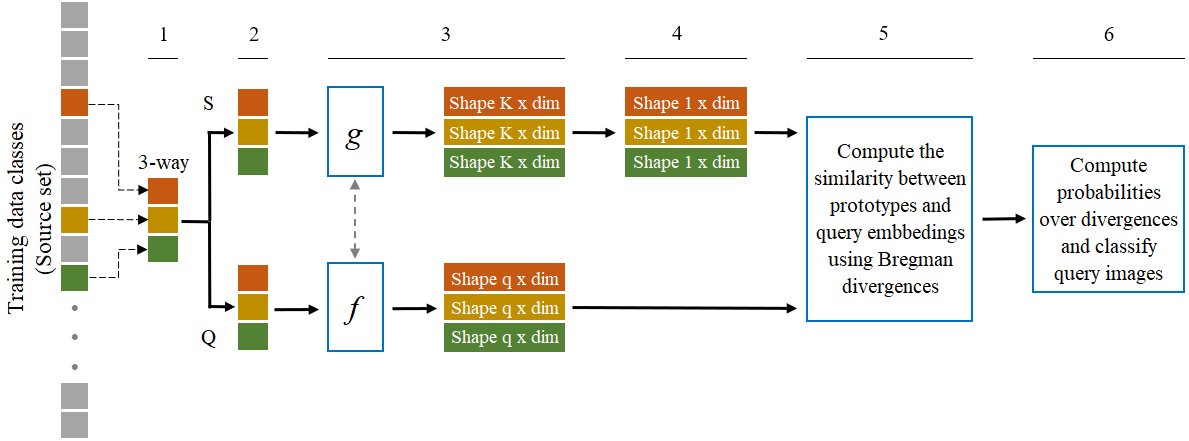 1
2
3
4
5
6
Training data classes
(Source set)
3-way
S
g
Shape K x dim
Shape K x dim
Shape K x dim
Shape 1 x dim
Shape 1 x dim
Shape 1 x dim
Q
f
Shape q x dim
Shape q x dim
Shape q x dim
Compute the
similarity between
prototypes and
query embbedings
using Bregman
divergences
Compute
probabilities
over divergences
and classify
query images